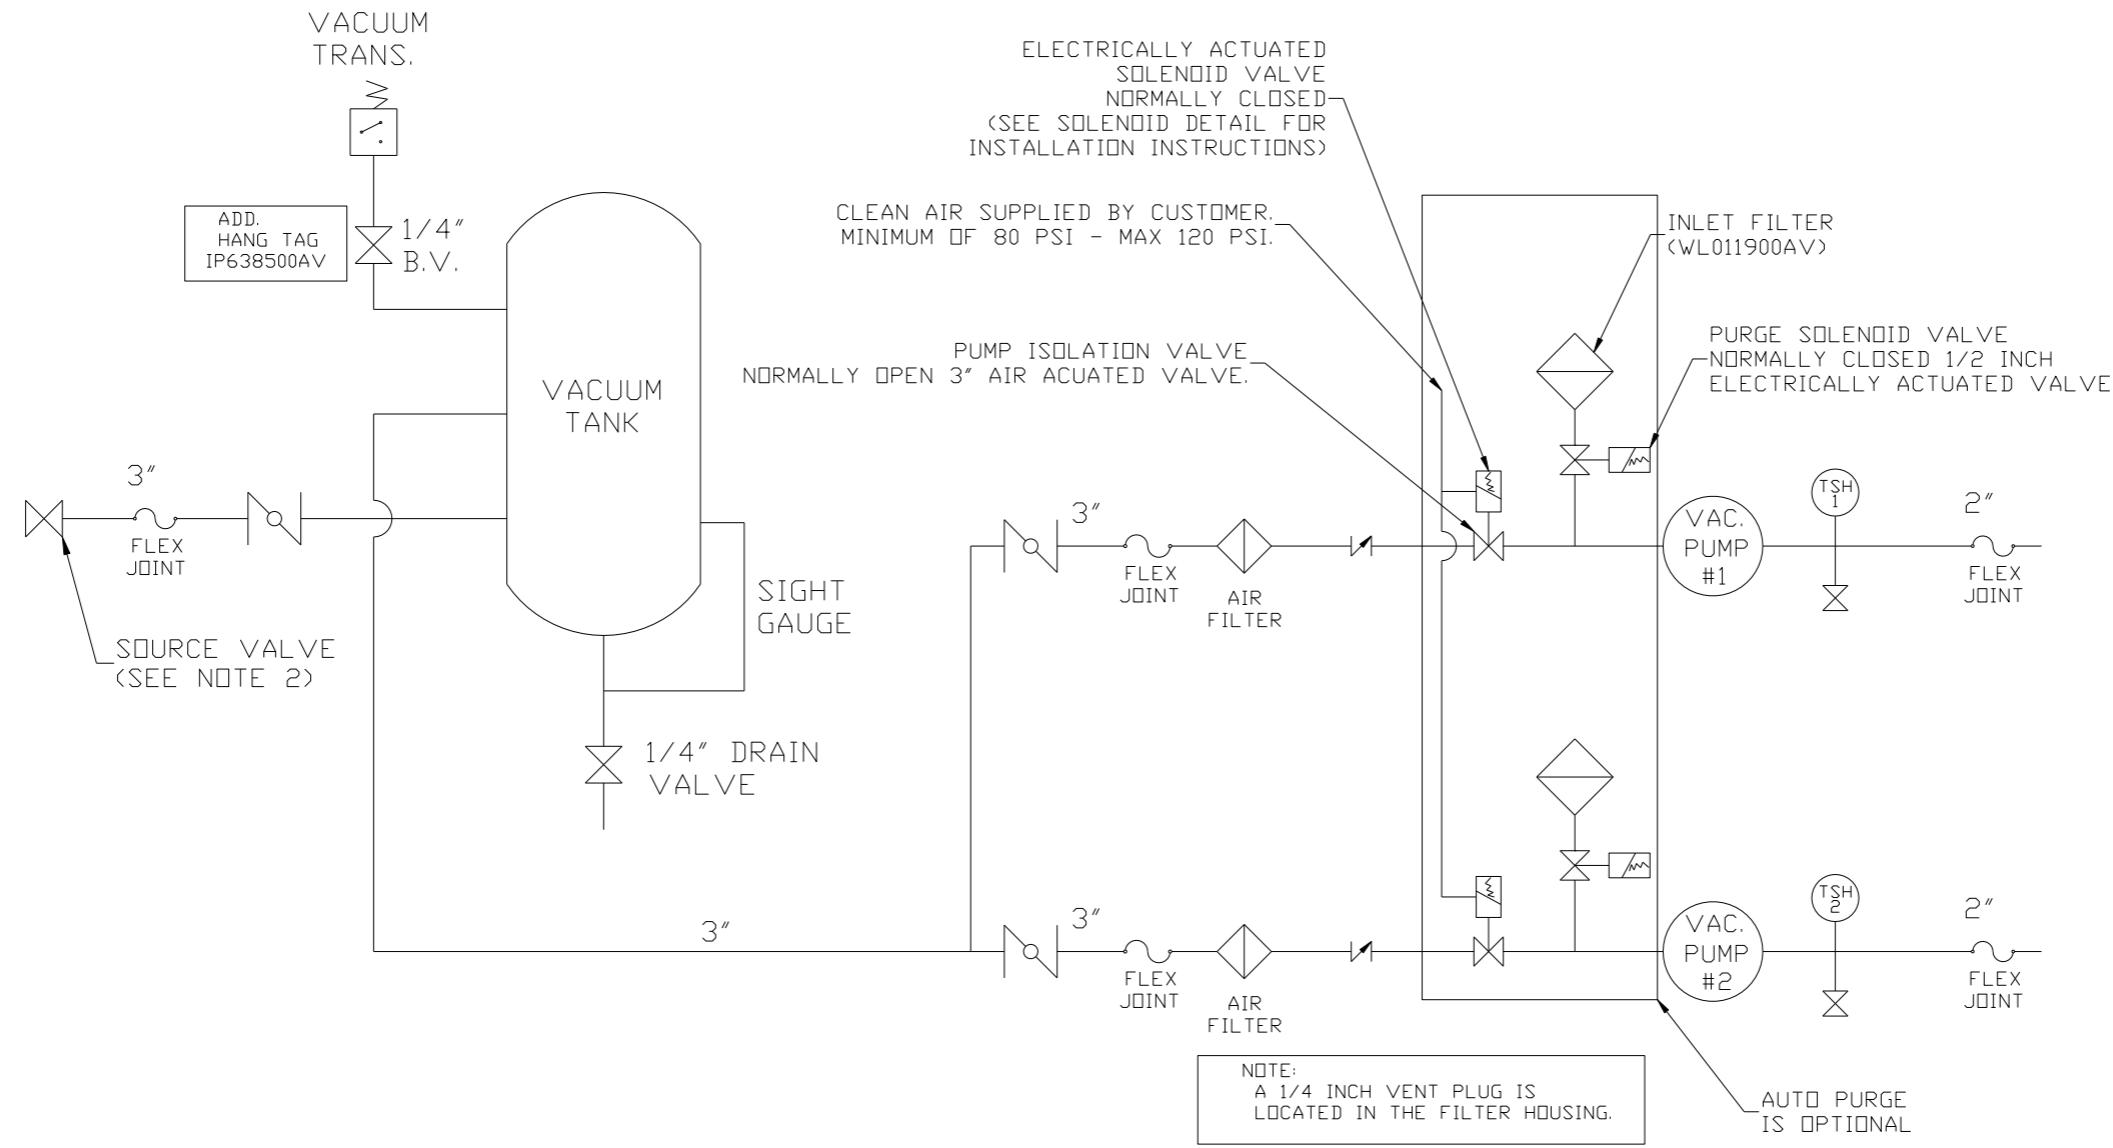 VACUUM
TRANS.
ADD.
HANG TAG
IP638500AV
1/4"
B.V.
VACUUM
TANK
3"
FLEX
JOINT
SOURCE VALVE
(SEE NOTE 2)
SIGHT
GAUGE
1/4" DRAIN
VALVE
3"
ELECTRICALLY ACTUATED
SOLENOID VALVE
NORMALLY CLOSED
(SEE SOLENOID DETAIL FOR
INSTALLATION INSTRUCTIONS)
CLEAN AIR SUPPLIED BY CUSTOMER.
MINIMUM OF 80 PSI - MAX 120 PSI.
PUMP ISOLATION VALVE
NORMALLY OPEN 3" AIR ACUATED VALVE.
INLET FILTER
(WL011900AV)
PURGE SOLENOID VALVE
NORMALLY CLOSED 1/2 INCH
ELECTRICALLY ACTUATED VALVE
3"
FLEX
JOINT
AIR
FILTER
VAC.
PUMP
#1
TSH
1
2"
FLEX
JOINT
3"
FLEX
JOINT
AIR
FILTER
VAC.
PUMP
#2
TSH
2
2"
FLEX
JOINT
NOTE:
A 1/4 INCH VENT PLUG IS
LOCATED IN THE FILTER HOUSING.
AUTO PURGE
IS OPTIONAL